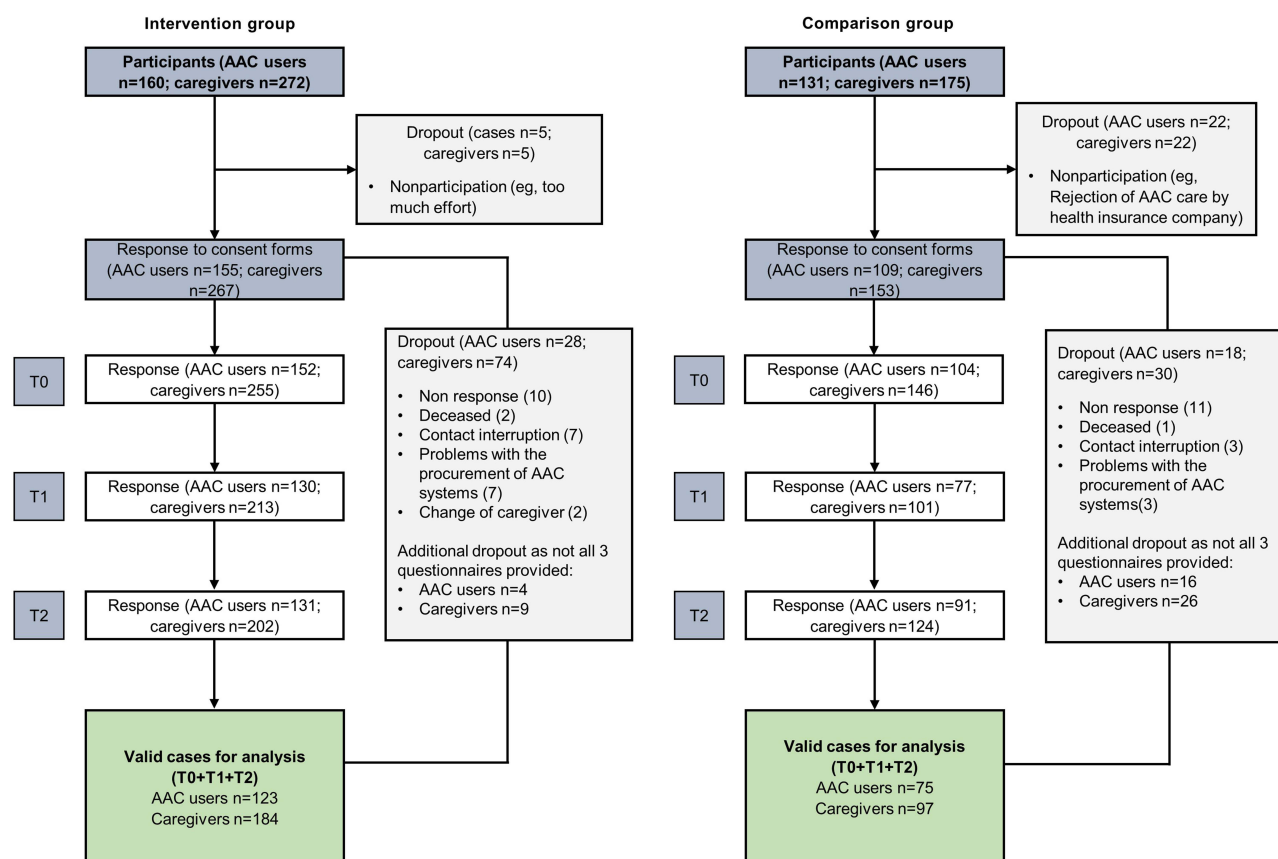 Intervention group
Participants (AAC users
n=160; caregivers n=272)
Dropout (cases n=5;
caregivers n=5)
• Nonparticipation (eg, too
much effort)
Response to consent forms
(AAC users n=155; caregivers
n=267)
Dropout (AAC users n=28;
caregivers n=74)
• Non response (10)
• Deceased (2)
• Contact interruption (7)
• Problems with the
procurement of AAC
systems (7)
• Change of caregiver (2)
Additional dropout as not all 3
questionnaires provided:
• AAC users n=4
• Caregivers n=9
T0
Response (AAC users n=152;
caregivers n=255)
T1
Response (AAC users n=130;
caregivers n=213)
T2
Response (AAC users n=131;
caregivers n=202)
Valid cases for analysis
(T0+T1+T2)
AAC users n=123
Caregivers n=184
Comparison group
Participants (AAC users
n=131; caregivers n=175)
Dropout (AAC users n=22;
caregivers n=22)
• Nonparticipation (eg,
Rejection of AAC care by
health insurance company)
Response to consent forms
(AAC users n=109; caregivers
n=153)
Dropout (AAC users n=18;
caregivers n=30)
• Non response (11)
• Deceased (1)
• Contact interruption (3)
• Problems with the
procurement of AAC
systems(3)
Additional dropout as not all 3
questionnaires provided:
• AAC users n=16
• Caregivers n=26
T0
Response (AAC users n=104;
caregivers n=146)
T1
Response (AAC users n=77;
caregivers n=101)
T2
Response (AAC users n=91;
caregivers n=124)
Valid cases for analysis
(T0+T1+T2)
AAC users n=75
Caregivers n=97